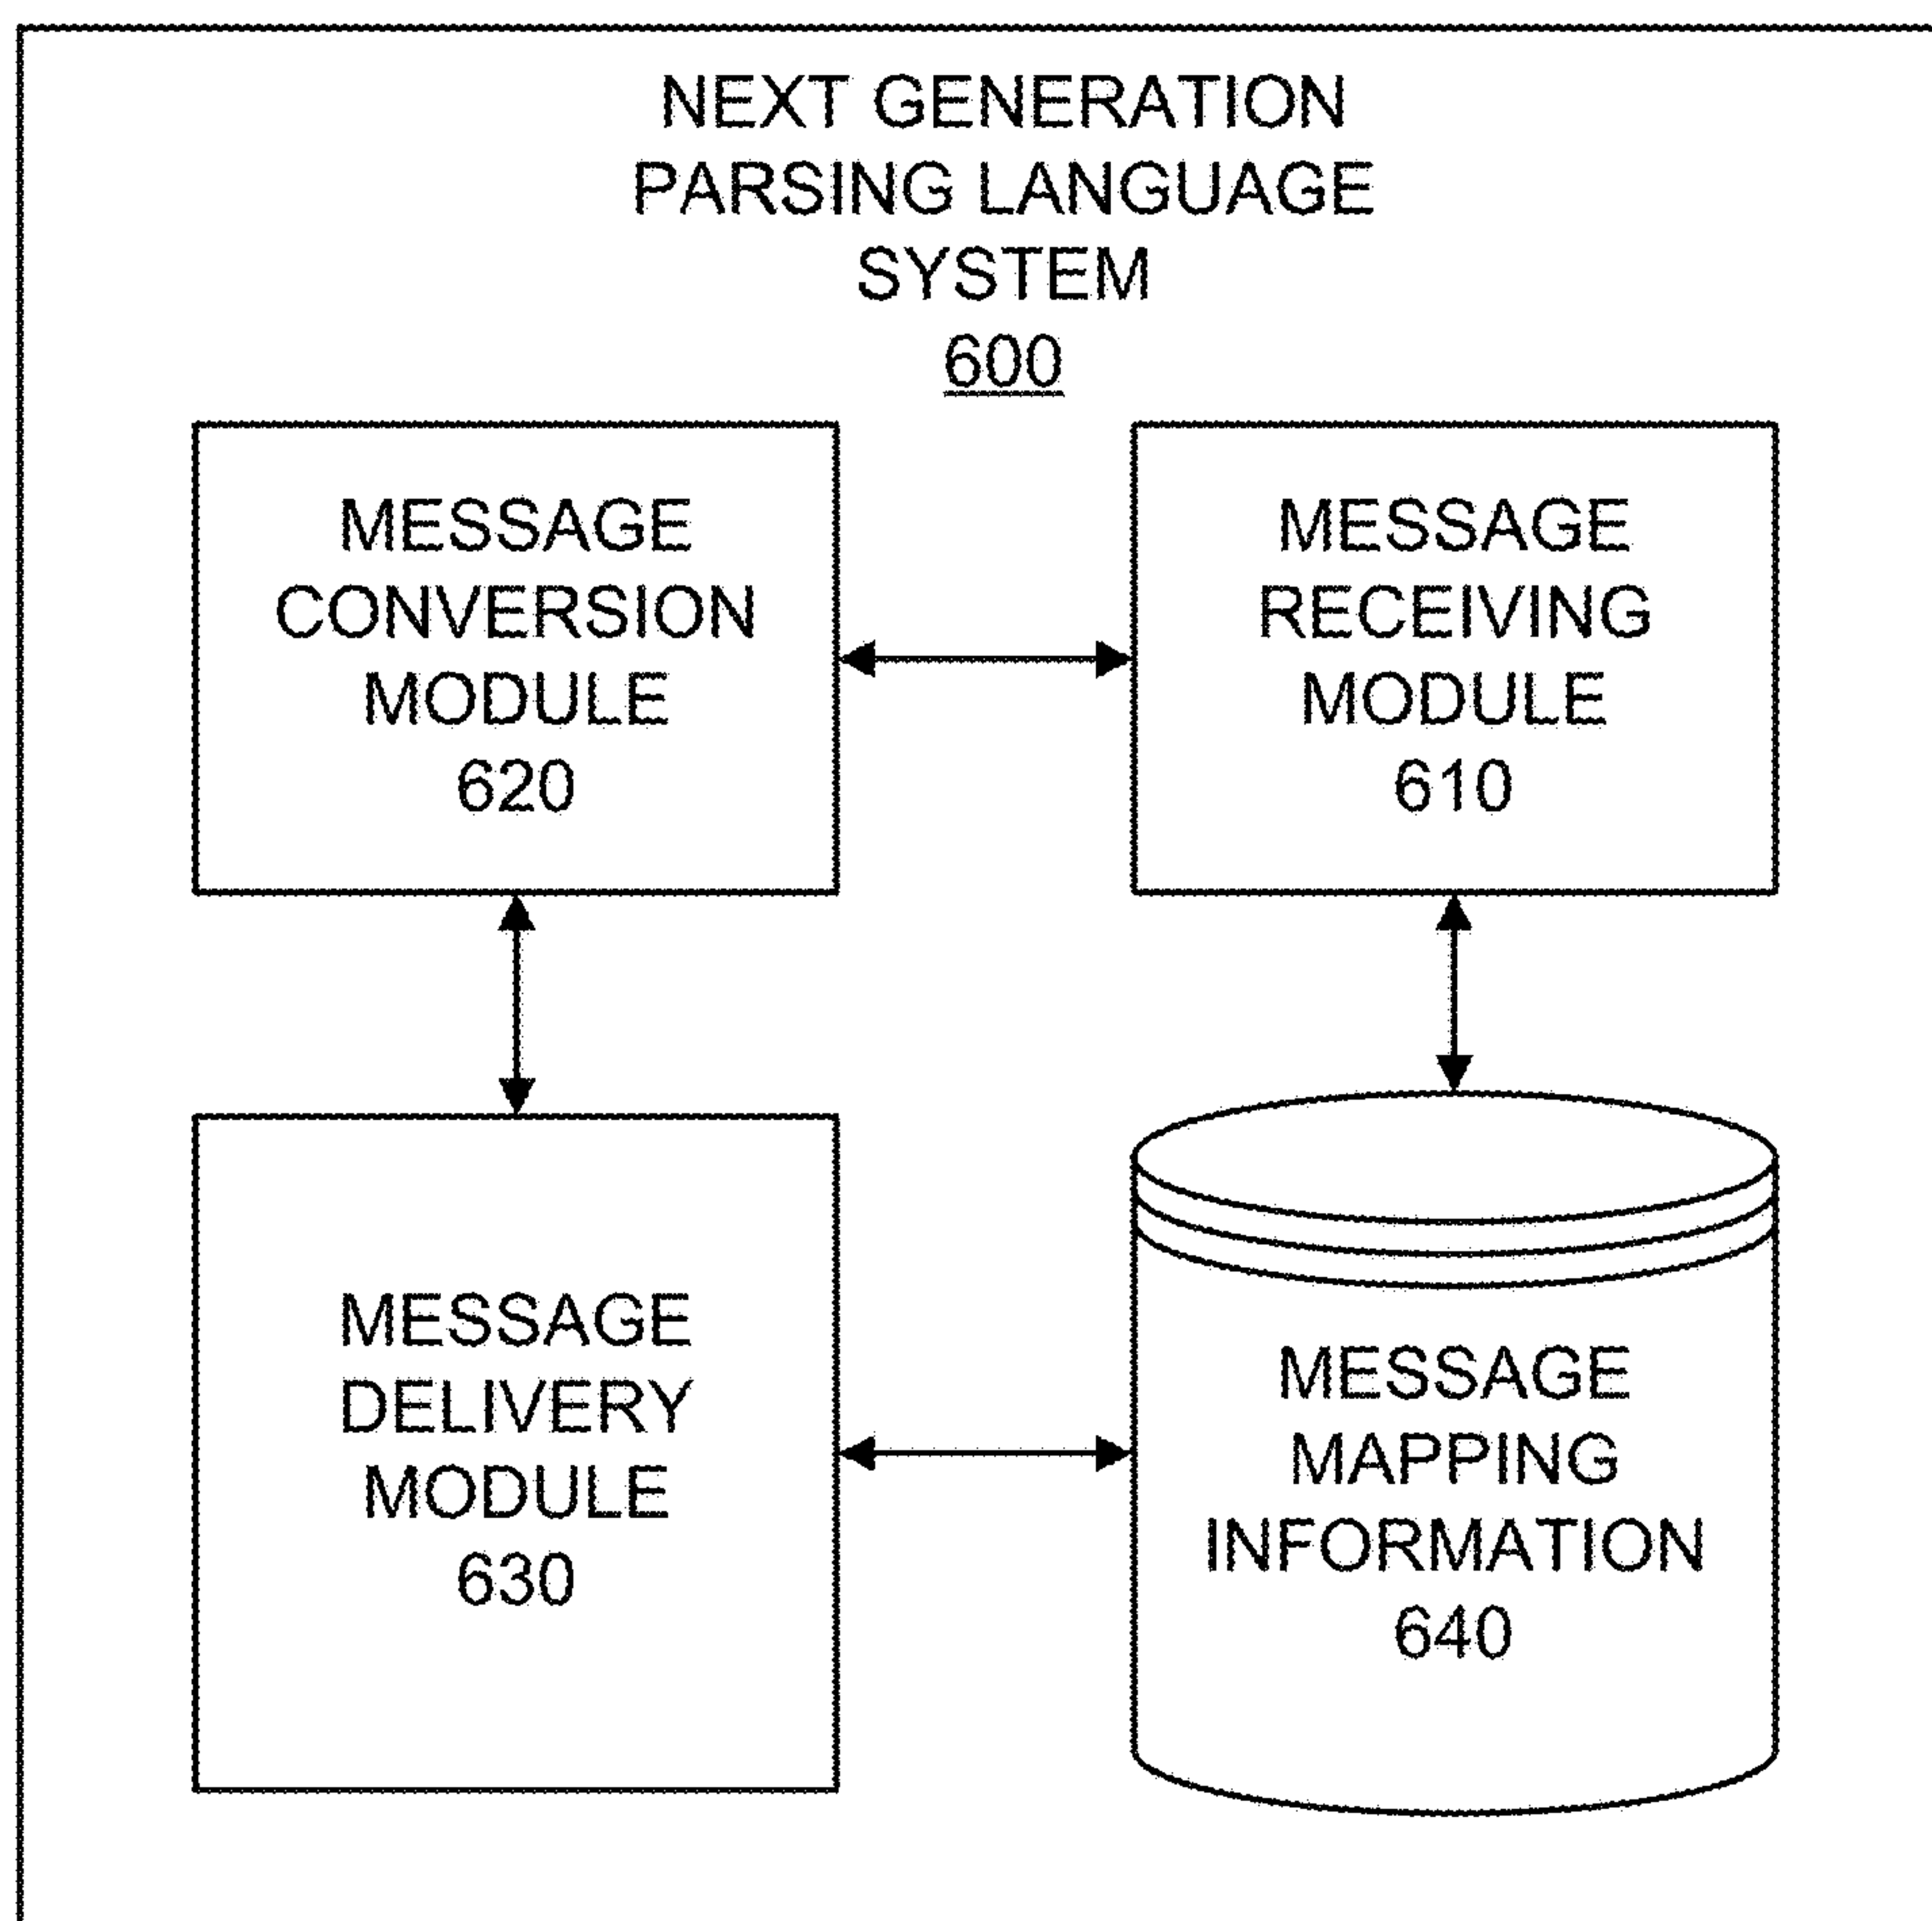 NEXT GENERATION
PARSING LANGUAGE
SYSTEM
600
MESSAGE
CONVERSION
MODULE
620
MESSAGE
RECEIVING
MODULE
610
MESSAGE
DELIVERY
MODULE
630
MESSAGE
MAPPING
INFORMATION
640